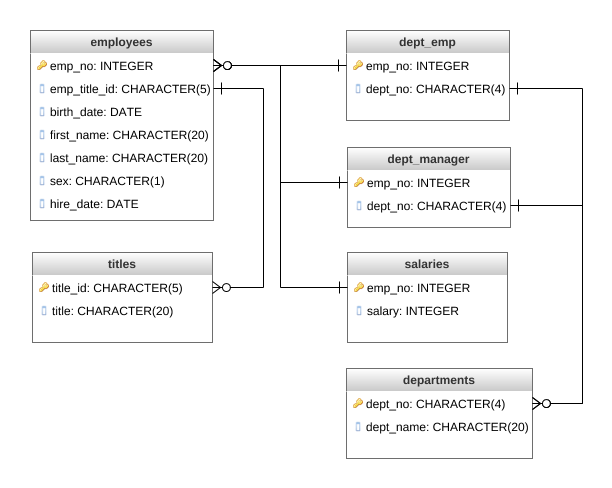 employees
emp_no: INTEGER
emp_title_id: CHARACTER(5)
birth_date: DATE
first_name: CHARACTER(20)
last_name: CHARACTER(20)
sex: CHARACTER(1)
hire_date: DATE
titles
title_id: CHARACTER(5)
title: CHARACTER(20)
dept_emp
emp_no: INTEGER
dept_no: CHARACTER(4)
dept_manager
emp_no: INTEGER
dept_no: CHARACTER(4)
salaries
emp_no: INTEGER
salary: INTEGER
departments
dept_no: CHARACTER(4)
dept_name: CHARACTER(20)